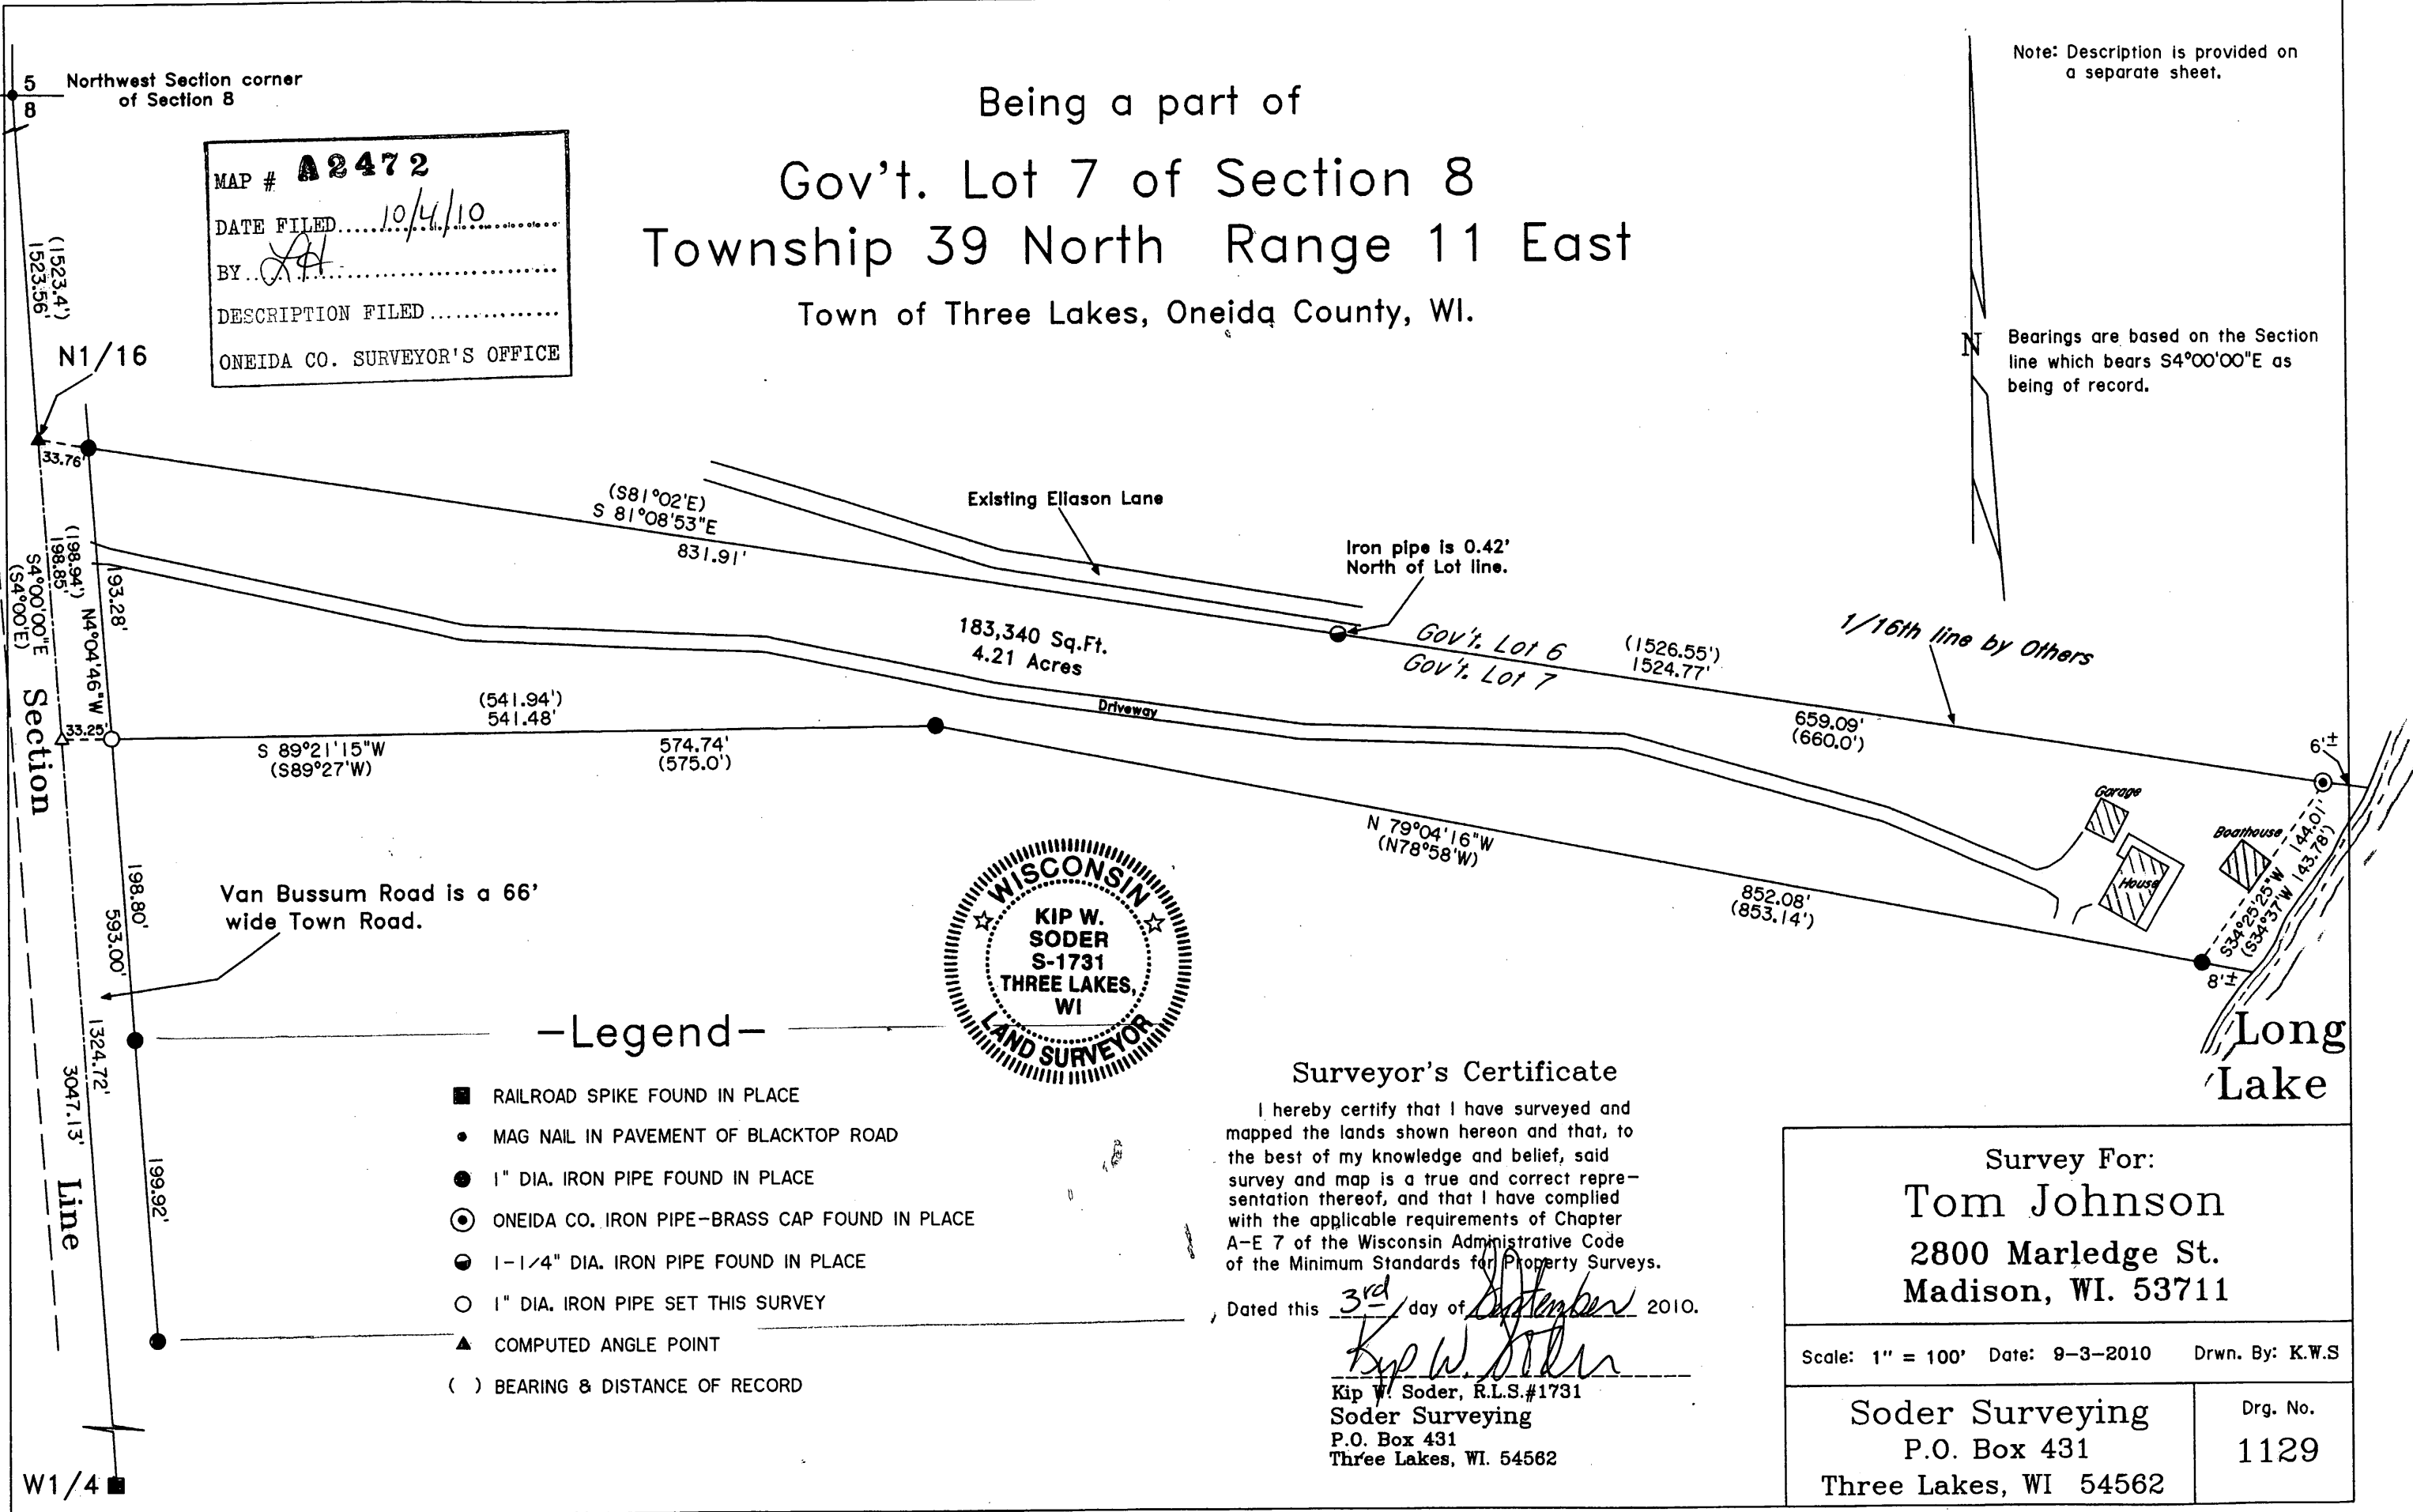 5
8
Northwest Section corner
of Section 8
MAP # A2472
DATE FILED 10/4/10
BY LH
DESCRIPTION FILED
ONEIDA CO. SURVEYOR'S OFFICE
Being a part of
Gov't. Lot 7 of Section 8
Township 39 North Range 11 East
Town of Three Lakes, Oneida County, WI.
Note: Description is provided on
a separate sheet.
N
Bearings are based on the Section
line which bears S4°00'00"E as
being of record.
(1523.4')
1523.56'
N1/16
33.76'
(S81°02'E)
S 81°08'53"E
831.91'
Existing Eliason Lane
Iron pipe is 0.42'
North of Lot line.
Gov't. Lot 6
Gov't. Lot 7
(1526.55')
1524.77'
1/16th line by Others
659.09'
(660.0')
6'±
(198.94')
198.85'
S4°00'00"E
(S4°00'E)
193.28'
N4°04'46"W
183,340 Sq.Ft.
4.21 Acres
Driveway
33.25'
(541.94')
541.48'
S 89°21'15"W
(S89°27'W)
574.74'
(575.0')
N 79°04'16"W
(N78°58'W)
852.08'
(853.14')
Garage
House
Boathouse
S34°25'25"W 144.01'
(S34°37'W 143.78')
8'±
Long
Lake
Section
Line
198.80'
593.00'
1324.72'
3047.13'
199.92'
Van Bussum Road is a 66'
wide Town Road.
W1/4
WISCONSIN
KIP W.
SODER
S-1731
THREE LAKES,
WI
LAND SURVEYOR
-Legend-
RAILROAD SPIKE FOUND IN PLACE
MAG NAIL IN PAVEMENT OF BLACKTOP ROAD
1" DIA. IRON PIPE FOUND IN PLACE
ONEIDA CO. IRON PIPE-BRASS CAP FOUND IN PLACE
1-1/4" DIA. IRON PIPE FOUND IN PLACE
1" DIA. IRON PIPE SET THIS SURVEY
COMPUTED ANGLE POINT
( ) BEARING & DISTANCE OF RECORD
Surveyor's Certificate
I hereby certify that I have surveyed and
mapped the lands shown hereon and that, to
the best of my knowledge and belief, said
survey and map is a true and correct repre-
sentation thereof, and that I have complied
with the applicable requirements of Chapter
A-E 7 of the Wisconsin Administrative Code
of the Minimum Standards for Property Surveys.
Dated this 3rd day of September 2010.
Kip W. Soder
Kip W. Soder, R.L.S.#1731
Soder Surveying
P.O. Box 431
Three Lakes, WI. 54562
Survey For:
Tom Johnson
2800 Marledge St.
Madison, WI. 53711
Scale: 1" = 100' Date: 9-3-2010 Drwn. By: K.W.S
Soder Surveying
P.O. Box 431
Three Lakes, WI 54562
Drg. No.
1129